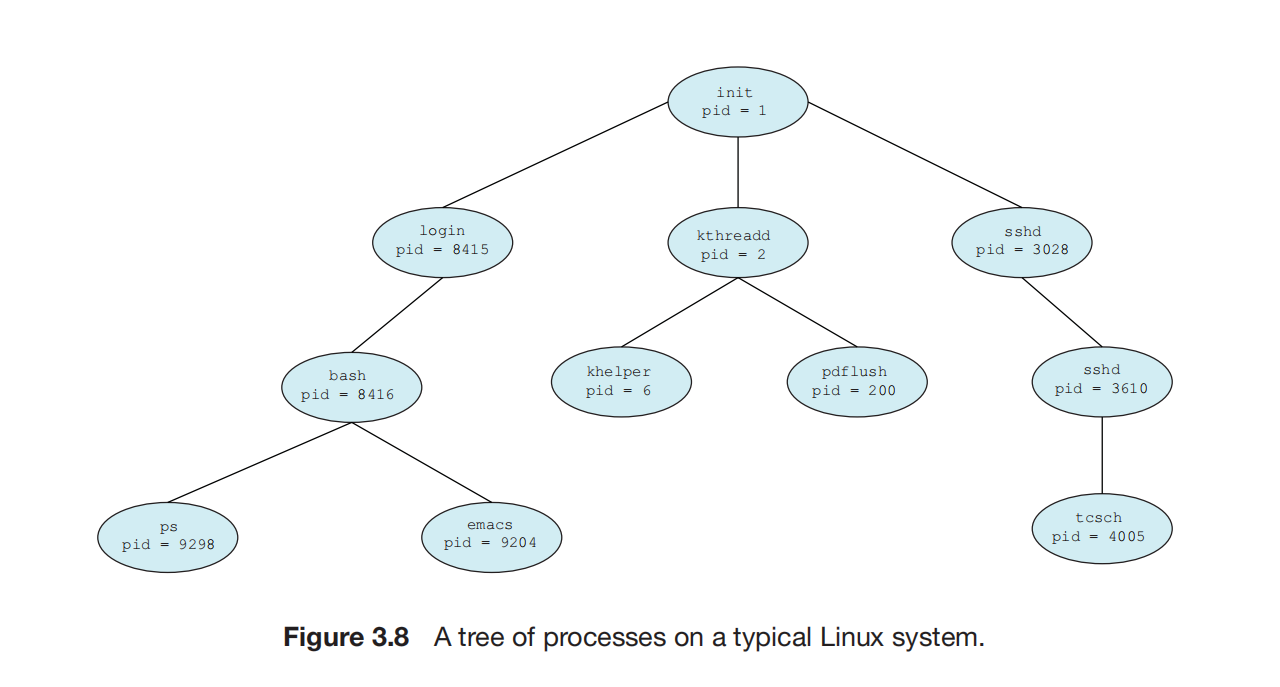 init
pid = 1
login
pid = 8415
kthreadd
pid = 2
sshd
pid = 3028
bash
pid = 8416
khelper
pid = 6
pdflush
pid = 200
sshd
pid = 3610
ps
pid = 9298
emacs
pid = 9204
tcsch
pid = 4005
Figure 3.8 A tree of processes on a typical Linux system.